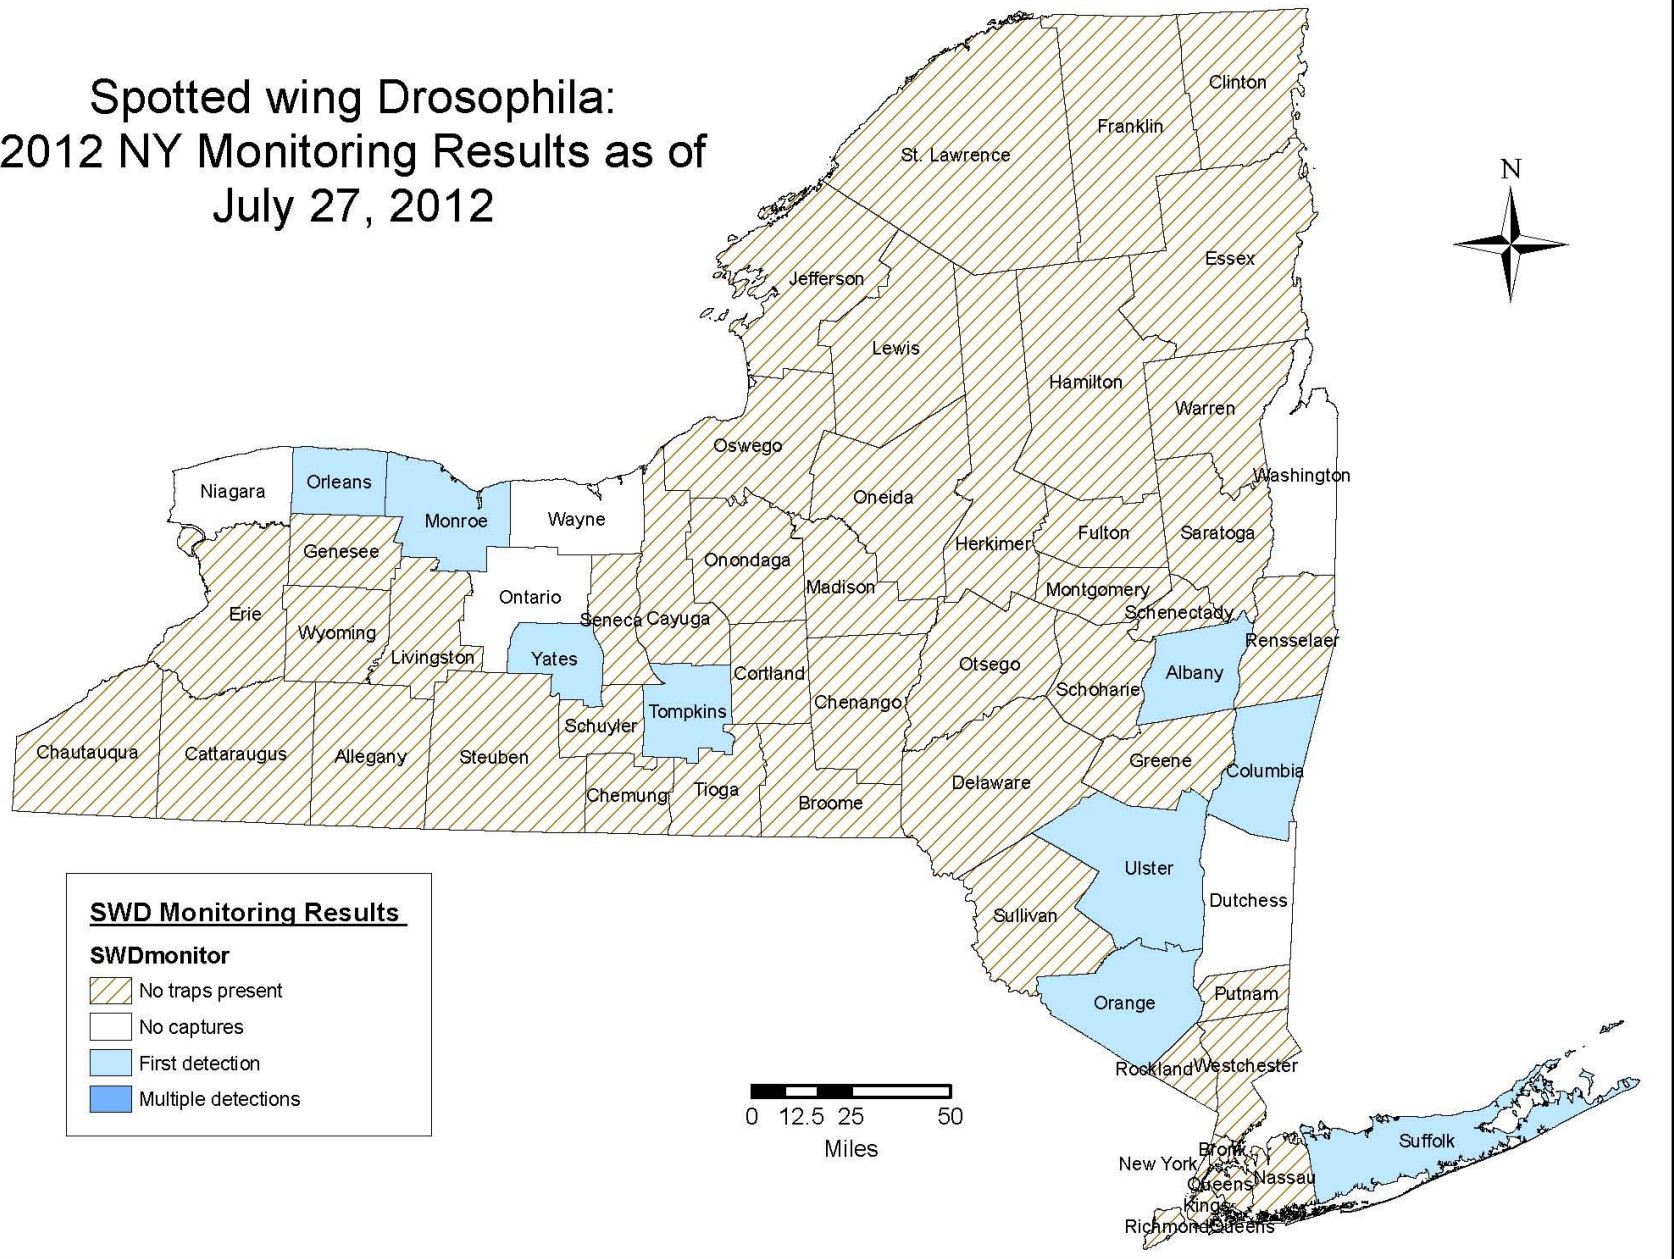 Spotted wing Drosophila:
2012 NY Monitoring Results as of
July 27, 2012
N
Clinton
Franklin
St. Lawrence
Essex
Jefferson
Lewis
Hamilton
Warren
Oswego
Washington
Niagara
Orleans
Monroe
Wayne
Oneida
Herkimer
Fulton
Saratoga
Genesee
Onondaga
Madison
Montgomery
Schenectady
Erie
Wyoming
Livingston
Ontario
Seneca
Cayuga
Yates
Cortland
Otsego
Schoharie
Albany
Rensselaer
Chenango
Tompkins
Schuyler
Chautauqua
Cattaraugus
Allegany
Steuben
Chemung
Tioga
Broome
Delaware
Greene
Columbia
Ulster
Dutchess
Sullivan
Orange
Putnam
Rockland
Westchester
Suffolk
Bronx
New York
Queens
Nassau
Kings
Richmond
Queens
SWD Monitoring Results
SWDmonitor
No traps present
No captures
First detection
Multiple detections
0 12.5 25 50
Miles